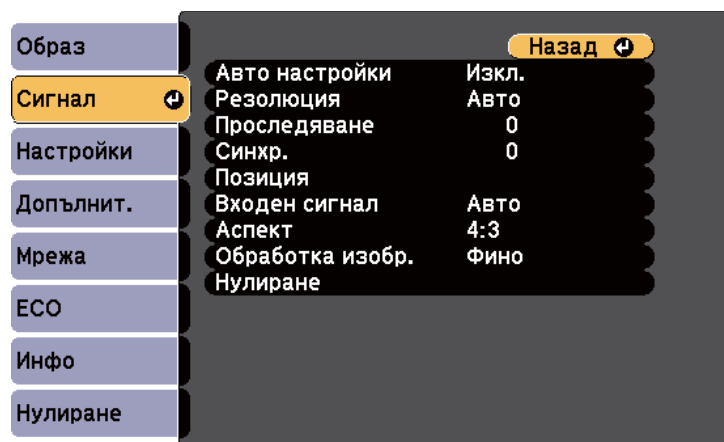 Образ
Сигнал
Настройки
Допълнит.
Мрежа
ECO
Инфо
Нулиране
Назад
Авто настройки Изкл.
Резолюция Авто
Проследяване 0
Синхр. 0
Позиция
Входен сигнал Авто
Аспект 4:3
Обработка изобр. Фино
Нулиране